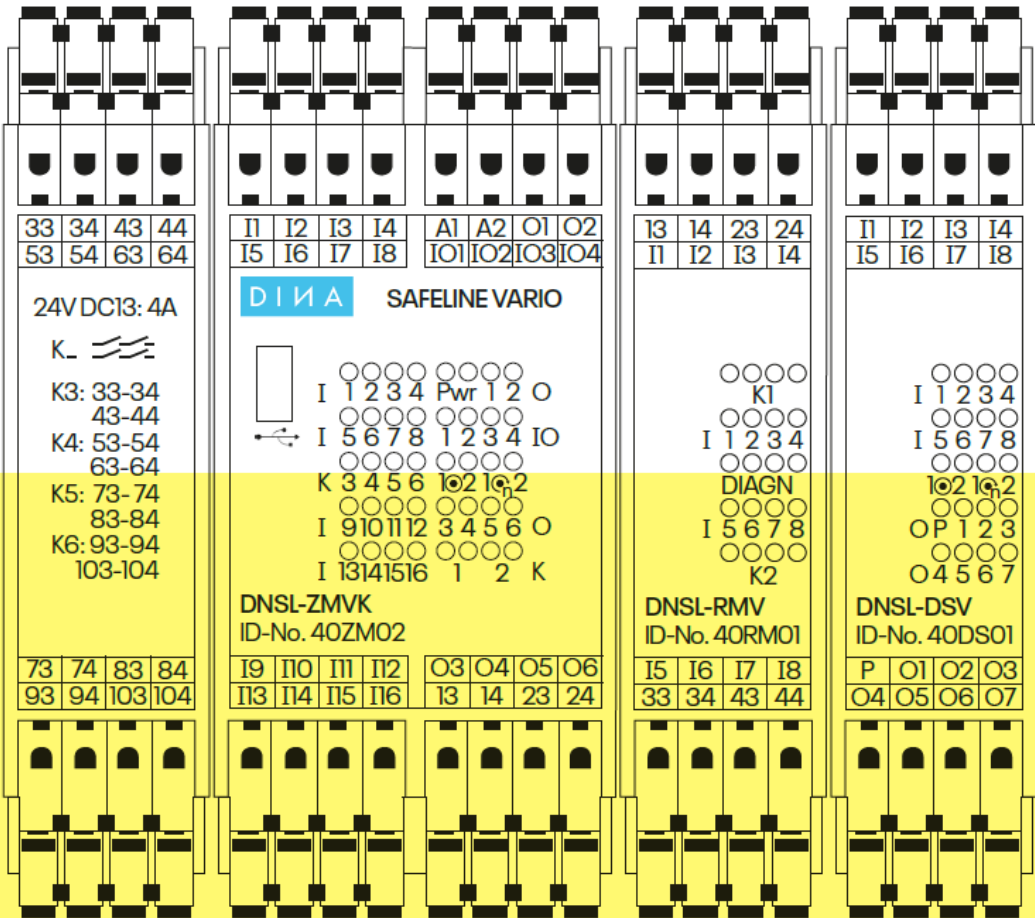 33 34 43 44
53 54 63 64
24V DC13: 4A
K_
K3: 33-34
43-44
K4: 53-54
63-64
K5: 73-74
83-84
K6: 93-94
103-104
73 74 83 84
93 94 103 104
I1 I2 I3 I4 A1 A2 O1 O2
I5 I6 I7 I8 IO1 IO2 IO3 IO4
DINA SAFELINE VARIO
I 1 2 3 4 Pwr 1 2 O
I 5 6 7 8 1 2 3 4 IO
K 3 4 5 6 1 2 1 n 2
I 9 10 11 12 3 4 5 6 O
I 13 14 15 16 1 2 K
DNSL-ZMVK
ID-No. 40ZM02
I9 I10 I11 I12 O3 O4 O5 O6
I13 I14 I15 I16 13 14 23 24
13 14 23 24
I1 I2 I3 I4
K1
I 1 2 3 4
DIAGN
I 5 6 7 8
K2
DNSL-RMV
ID-No. 40RM01
I5 I6 I7 I8
33 34 43 44
I1 I2 I3 I4
I5 I6 I7 I8
I 1 2 3 4
I 5 6 7 8
1 2 1 n 2
O P 1 2 3
O 4 5 6 7
DNSL-DSV
ID-No. 40DS01
P O1 O2 O3
O4 O5 O6 O7